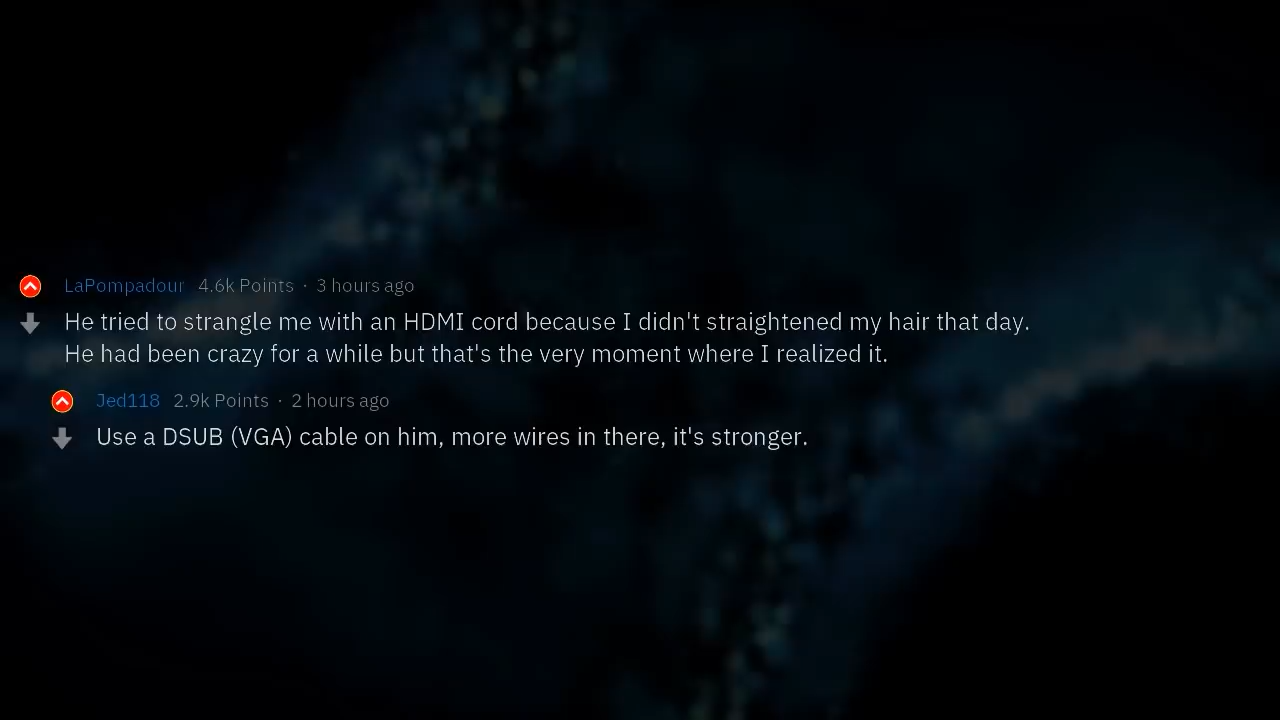 LaPompadour 4.6k Points · 3 hours ago
He tried to strangle me with an HDMI cord because I didn't straightened my hair that day.
He had been crazy for a while but that's the very moment where I realized it.
Jed118 2.9k Points · 2 hours ago
Use a DSUB (VGA) cable on him, more wires in there, it's stronger.